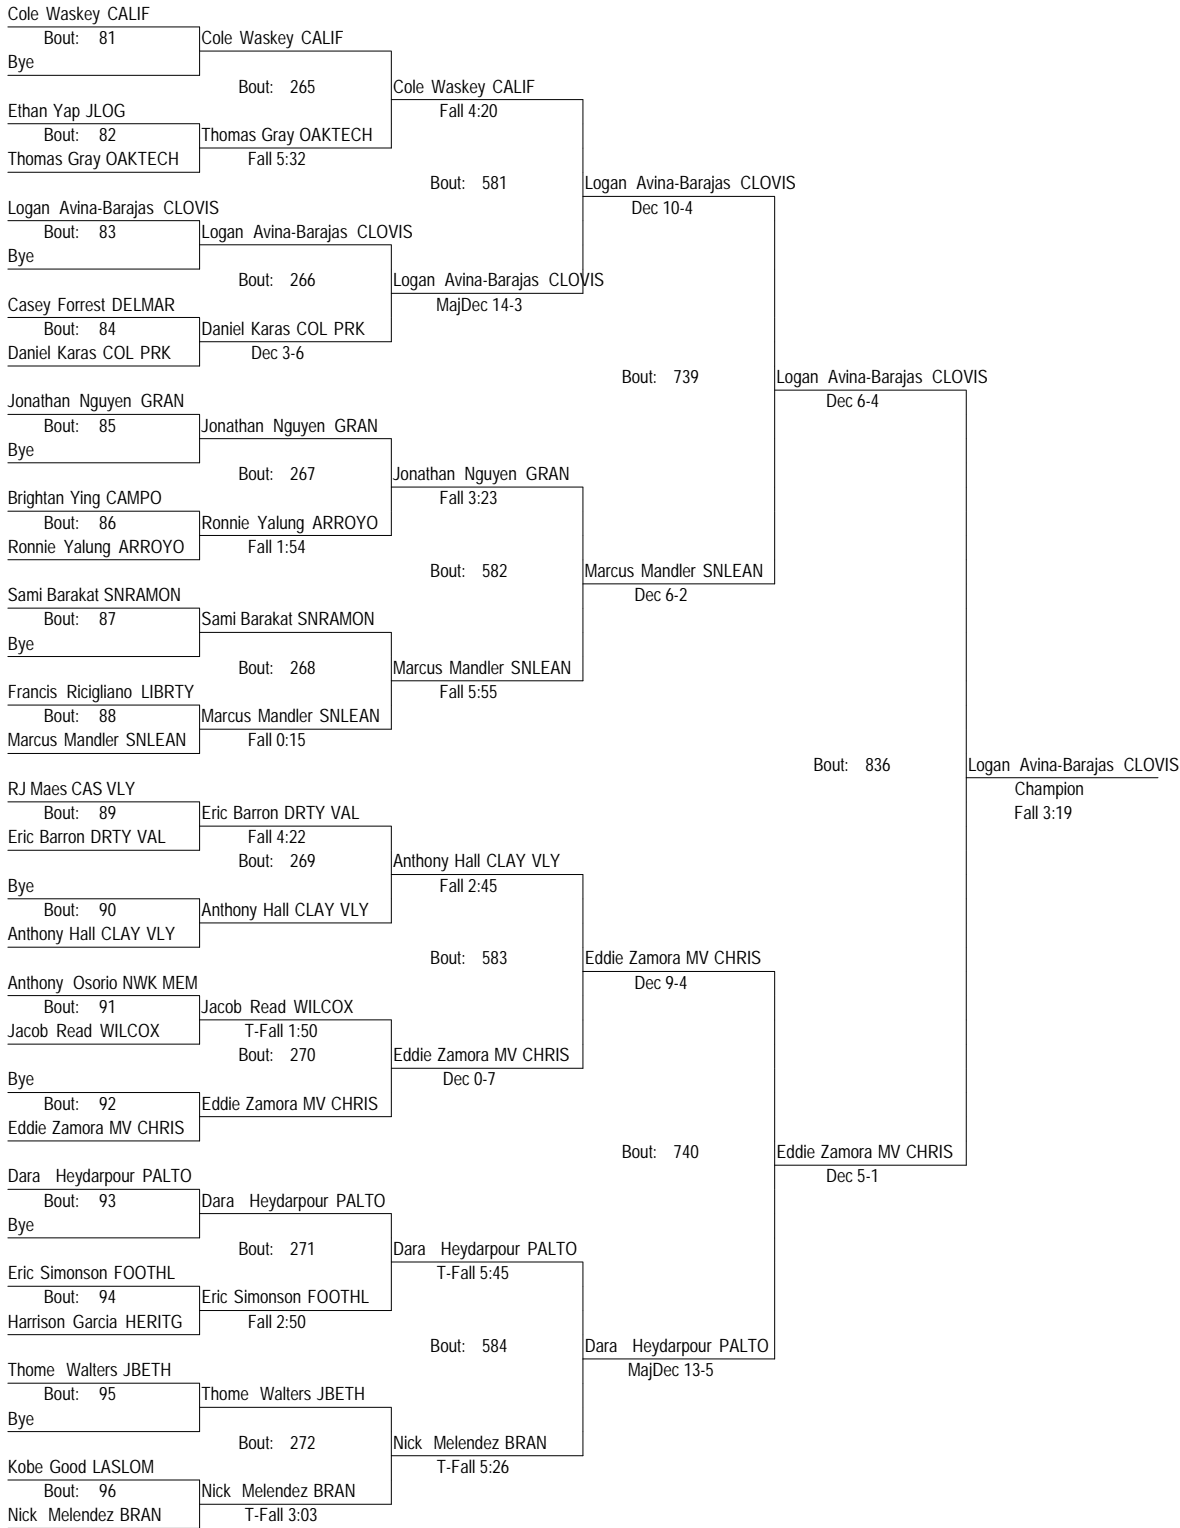 Cole Waskey CALIF
Bout: 81
Cole Waskey CALIF
Bye
Bout: 265
Cole Waskey CALIF
Ethan Yap JLOG
Fall 4:20
Bout: 82
Thomas Gray OAKTECH
Thomas Gray OAKTECH
Fall 5:32
Bout: 581
Logan Avina-Barajas CLOVIS
Logan Avina-Barajas CLOVIS
Dec 10-4
Bout: 83
Logan Avina-Barajas CLOVIS
Bye
Bout: 266
Logan Avina-Barajas CLOVIS
Casey Forrest DELMAR
MajDec 14-3
Bout: 84
Daniel Karas COL PRK
Daniel Karas COL PRK
Dec 3-6
Bout: 739
Logan Avina-Barajas CLOVIS
Jonathan Nguyen GRAN
Dec 6-4
Bout: 85
Jonathan Nguyen GRAN
Bye
Bout: 267
Jonathan Nguyen GRAN
Brightan Ying CAMPO
Fall 3:23
Bout: 86
Ronnie Yalung ARROYO
Ronnie Yalung ARROYO
Fall 1:54
Bout: 582
Marcus Mandler SNLEAN
Sami Barakat SNRAMON
Dec 6-2
Bout: 87
Sami Barakat SNRAMON
Bye
Bout: 268
Marcus Mandler SNLEAN
Francis Ricigliano LIBRTY
Fall 5:55
Bout: 88
Marcus Mandler SNLEAN
Marcus Mandler SNLEAN
Fall 0:15
Bout: 836
Logan Avina-Barajas CLOVIS
RJ Maes CAS VLY
Champion
Bout: 89
Eric Barron DRTY VAL
Fall 3:19
Eric Barron DRTY VAL
Fall 4:22
Bout: 269
Anthony Hall CLAY VLY
Bye
Fall 2:45
Bout: 90
Anthony Hall CLAY VLY
Anthony Hall CLAY VLY
Bout: 583
Eddie Zamora MV CHRIS
Anthony Osorio NWK MEM
Dec 9-4
Bout: 91
Jacob Read WILCOX
Jacob Read WILCOX
T-Fall 1:50
Bout: 270
Eddie Zamora MV CHRIS
Bye
Dec 0-7
Bout: 92
Eddie Zamora MV CHRIS
Eddie Zamora MV CHRIS
Bout: 740
Eddie Zamora MV CHRIS
Dara Heydarpour PALTO
Dec 5-1
Bout: 93
Dara Heydarpour PALTO
Bye
Bout: 271
Dara Heydarpour PALTO
Eric Simonson FOOTHL
T-Fall 5:45
Bout: 94
Eric Simonson FOOTHL
Harrison Garcia HERITG
Fall 2:50
Bout: 584
Dara Heydarpour PALTO
Thome Walters JBETH
MajDec 13-5
Bout: 95
Thome Walters JBETH
Bye
Bout: 272
Nick Melendez BRAN
Kobe Good LASLOM
T-Fall 5:26
Bout: 96
Nick Melendez BRAN
Nick Melendez BRAN
T-Fall 3:03